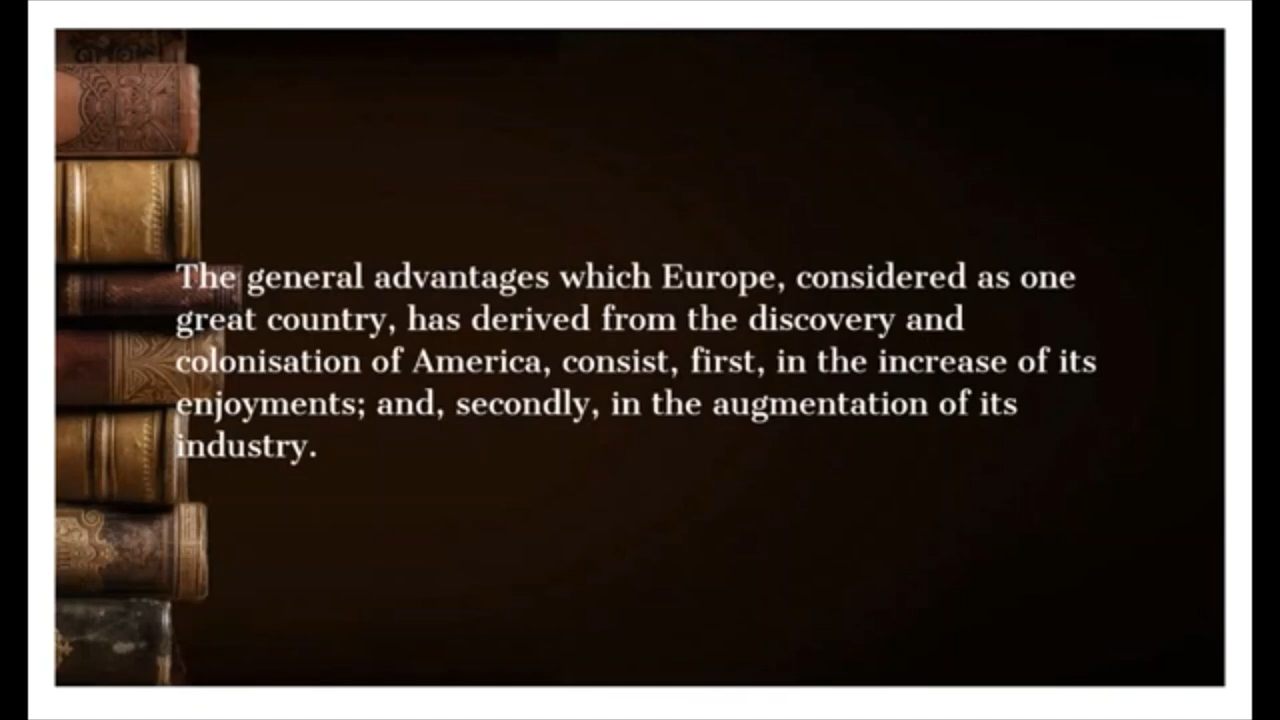 The general advantages which Europe, considered as one
great country, has derived from the discovery and
colonisation of America, consist, first, in the increase of its
enjoyments; and, secondly, in the augmentation of its
industry.